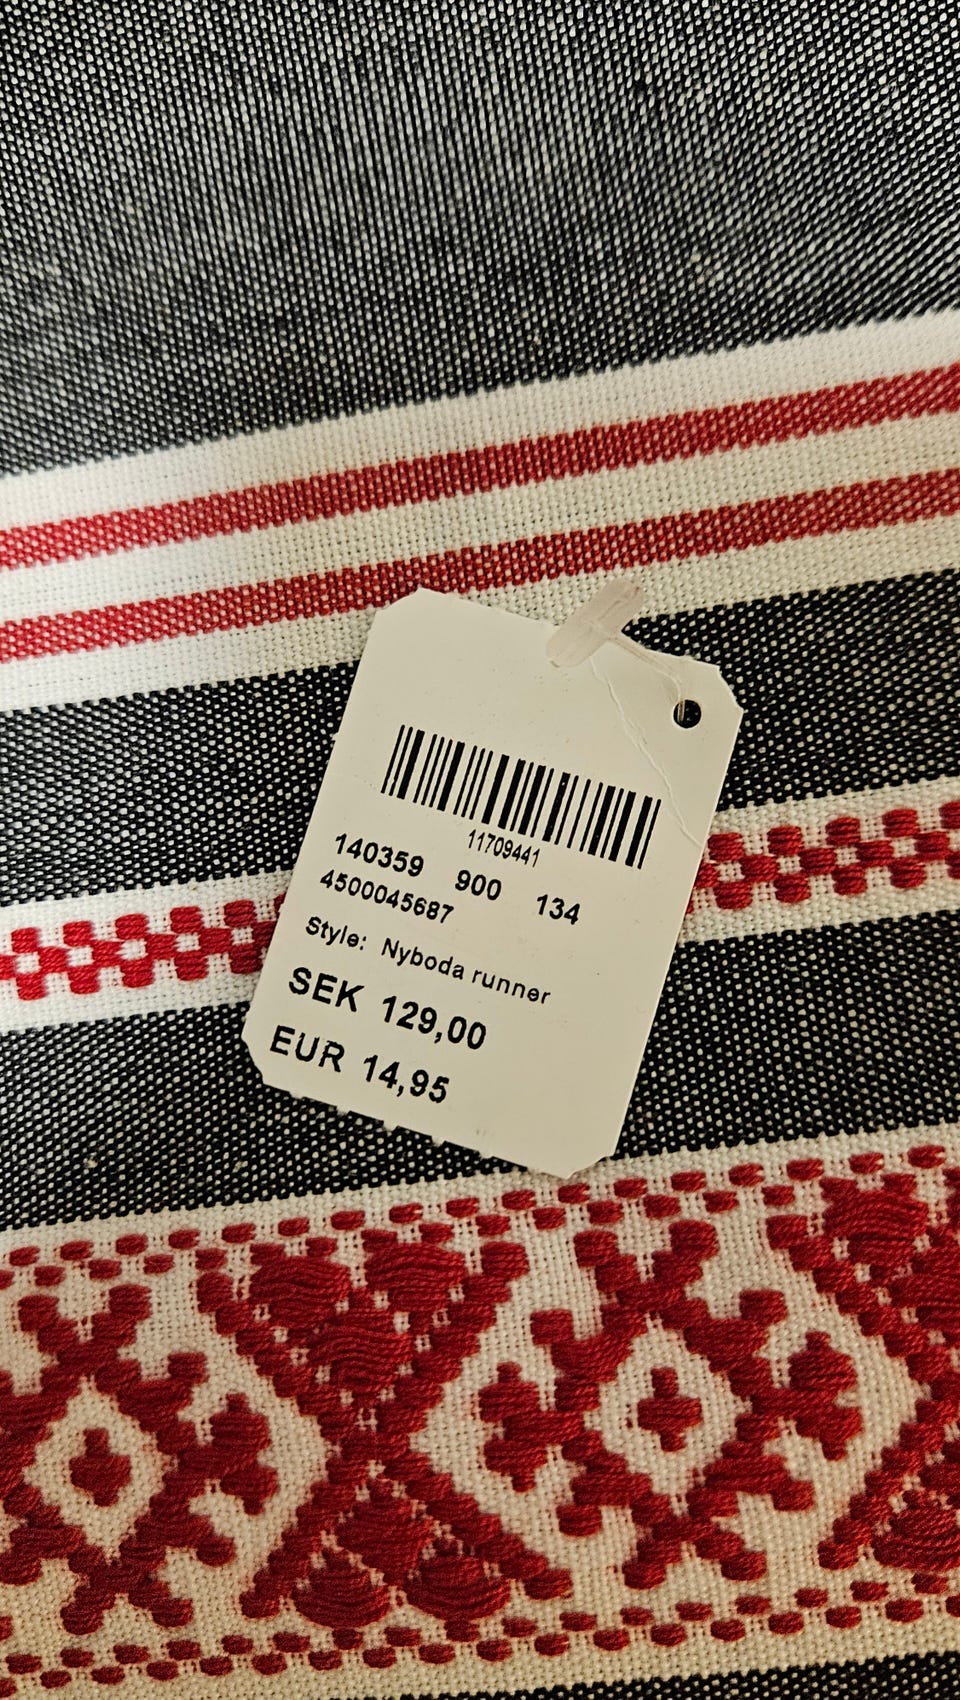 11709441
140359 900 134
4500045687
Style: Nyboda runner
SEK 129,00
EUR 14,95